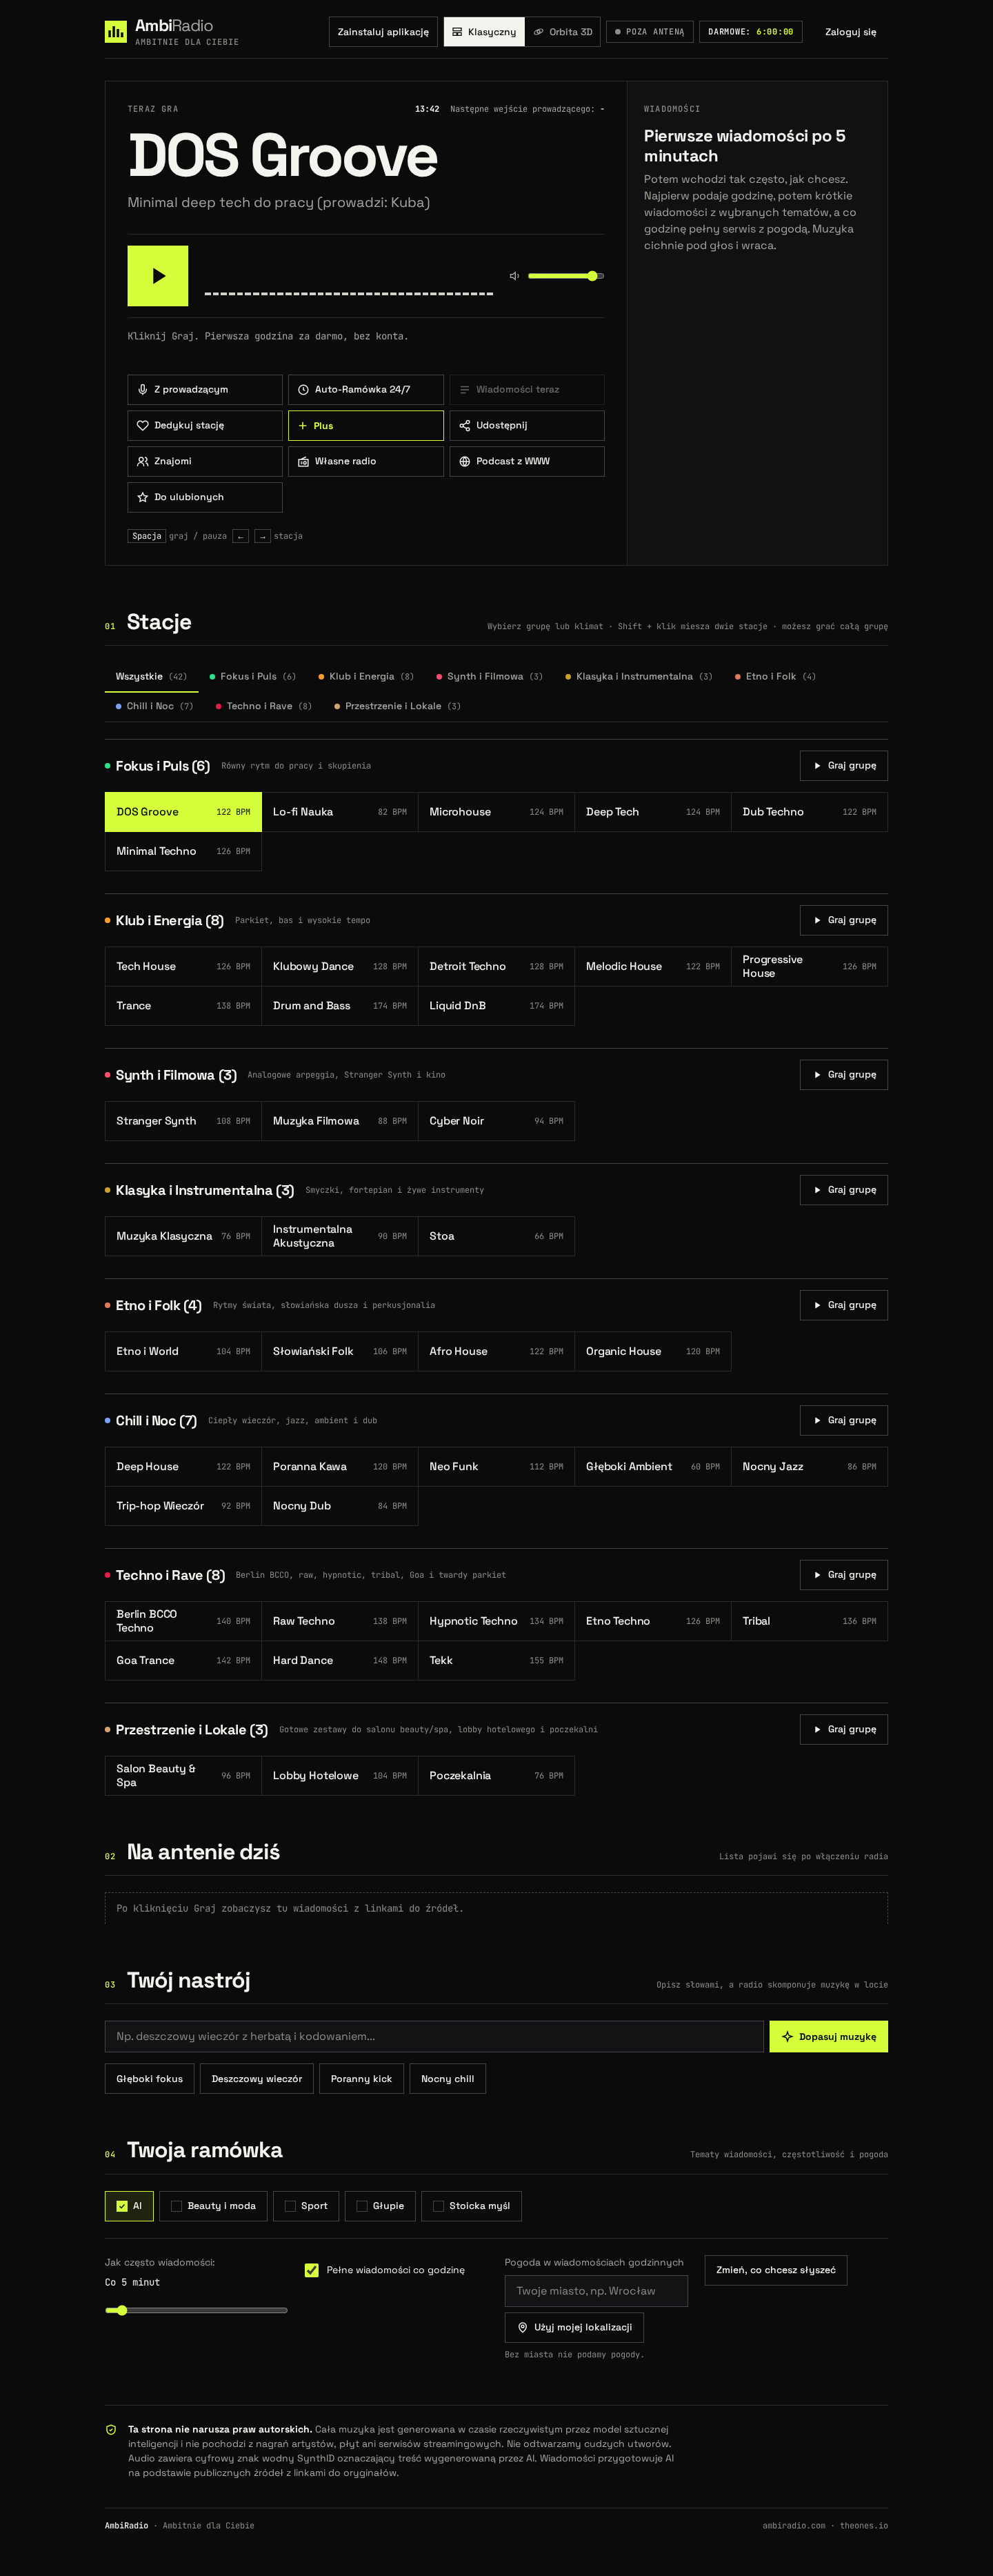 AmbiRadio
AMBITNIE DLA CIEBIE
Zainstaluj aplikację
Klasyczny
Orbita 3D
POZA ANTENĄ
DARMOWE: 6:00:00
Zaloguj się
TERAZ GRA
13:42 Następne wejście prowadzącego: -
DOS Groove
Minimal deep tech do pracy (prowadzi: Kuba)
Kliknij Graj. Pierwsza godzina za darmo, bez konta.
Z prowadzącym
Auto-Ramówka 24/7
Wiadomości teraz
Dedykuj stację
Plus
Udostępnij
Znajomi
Własne radio
Podcast z WWW
Do ulubionych
Spacja graj / pauza ← → stacja
WIADOMOŚCI
Pierwsze wiadomości po 5
minutach
Potem wchodzi tak często, jak chcesz.
Najpierw podaje godzinę, potem krótkie
wiadomości z wybranych tematów, a co
godzinę pełny serwis z pogodą. Muzyka
cichnie pod głos i wraca.
01 Stacje
Wybierz grupę lub klimat · Shift + klik miesza dwie stacje · możesz grać całą grupę
Wszystkie (42)
Fokus i Puls (6)
Klub i Energia (8)
Synth i Filmowa (3)
Klasyka i Instrumentalna (3)
Etno i Folk (4)
Chill i Noc (7)
Techno i Rave (8)
Przestrzenie i Lokale (3)
Fokus i Puls (6) Równy rytm do pracy i skupienia
Graj grupę
DOS Groove 122 BPM
Lo-fi Nauka 82 BPM
Microhouse 124 BPM
Deep Tech 124 BPM
Dub Techno 122 BPM
Minimal Techno 126 BPM
Klub i Energia (8) Parkiet, bas i wysokie tempo
Graj grupę
Tech House 126 BPM
Klubowy Dance 128 BPM
Detroit Techno 128 BPM
Melodic House 122 BPM
Progressive
House 126 BPM
Trance 138 BPM
Drum and Bass 174 BPM
Liquid DnB 174 BPM
Synth i Filmowa (3) Analogowe arpeggia, Stranger Synth i kino
Graj grupę
Stranger Synth 108 BPM
Muzyka Filmowa 88 BPM
Cyber Noir 94 BPM
Klasyka i Instrumentalna (3) Smyczki, fortepian i żywe instrumenty
Graj grupę
Muzyka Klasyczna 76 BPM
Instrumentalna
Akustyczna 90 BPM
Stoa 66 BPM
Etno i Folk (4) Rytmy świata, słowiańska dusza i perkusjonalia
Graj grupę
Etno i World 104 BPM
Słowiański Folk 106 BPM
Afro House 122 BPM
Organic House 120 BPM
Chill i Noc (7) Ciepły wieczór, jazz, ambient i dub
Graj grupę
Deep House 122 BPM
Poranna Kawa 120 BPM
Neo Funk 112 BPM
Głęboki Ambient 60 BPM
Nocny Jazz 86 BPM
Trip-hop Wieczór 92 BPM
Nocny Dub 84 BPM
Techno i Rave (8) Berlin BCCO, raw, hypnotic, tribal, Goa i twardy parkiet
Graj grupę
Berlin BCCO
Techno 140 BPM
Raw Techno 138 BPM
Hypnotic Techno 134 BPM
Etno Techno 126 BPM
Tribal 136 BPM
Goa Trance 142 BPM
Hard Dance 148 BPM
Tekk 155 BPM
Przestrzenie i Lokale (3) Gotowe zestawy do salonu beauty/spa, lobby hotelowego i poczekalni
Graj grupę
Salon Beauty &
Spa 96 BPM
Lobby Hotelowe 104 BPM
Poczekalnia 76 BPM
02 Na antenie dziś
Lista pojawi się po włączeniu radia
Po kliknięciu Graj zobaczysz tu wiadomości z linkami do źródeł.
03 Twój nastrój
Opisz słowami, a radio skomponuje muzykę w locie
Np. deszczowy wieczór z herbatą i kodowaniem...
Dopasuj muzykę
Głęboki fokus
Deszczowy wieczór
Poranny kick
Nocny chill
04 Twoja ramówka
Tematy wiadomości, częstotliwość i pogoda
AI
Beauty i moda
Sport
Głupie
Stoicka myśl
Jak często wiadomości:
Co 5 minut
Pełne wiadomości co godzinę
Pogoda w wiadomościach godzinnych
Twoje miasto, np. Wrocław
Użyj mojej lokalizacji
Bez miasta nie podamy pogody.
Zmień, co chcesz słyszeć
Ta strona nie narusza praw autorskich. Cała muzyka jest generowana w czasie rzeczywistym przez model sztucznej
inteligencji i nie pochodzi z nagrań artystów, płyt ani serwisów streamingowych. Nie odtwarzamy cudzych utworów.
Audio zawiera cyfrowy znak wodny SynthID oznaczający treść wygenerowaną przez AI. Wiadomości przygotowuje AI
na podstawie publicznych źródeł z linkami do oryginałów.
AmbiRadio · Ambitnie dla Ciebie
ambiradio.com · theones.io